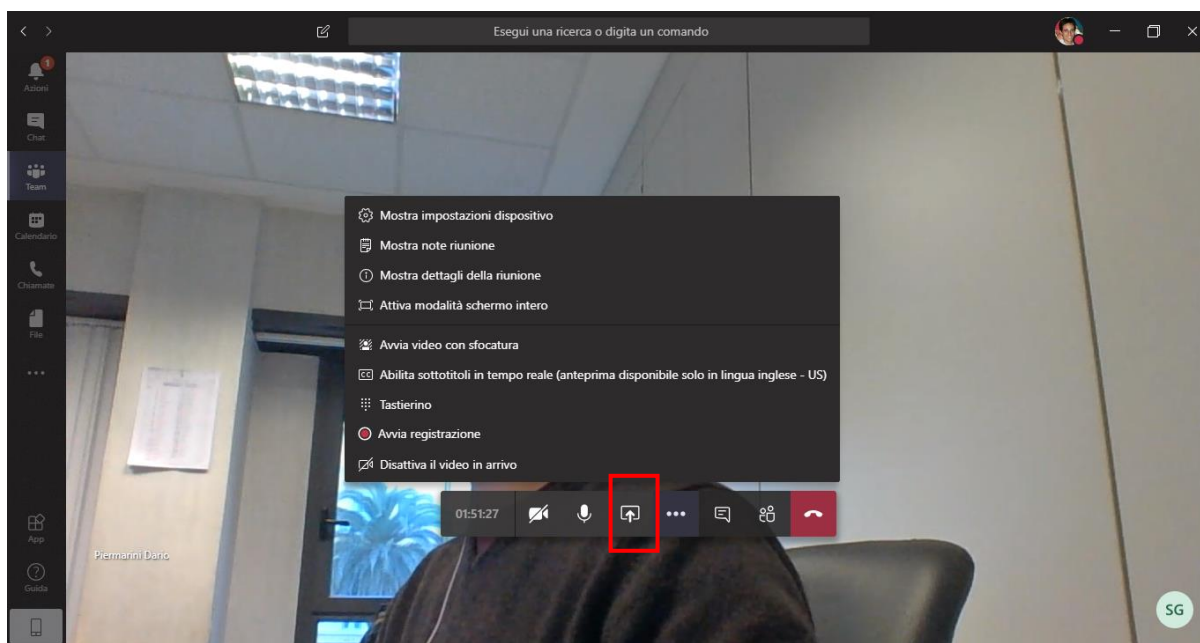 Esegui una ricerca o digita un comando
1
Azioni
Chat
Team
Calendario
Chiamate
File
App
Guida
Mostra impostazioni dispositivo
Mostra note riunione
Mostra dettagli della riunione
Attiva modalità schermo intero
Avvia video con sfocatura
CC Abilita sottotitoli in tempo reale (anteprima disponibile solo in lingua inglese - US)
Tastierino
Avvia registrazione
Disattiva il video in arrivo
01:51:27
Piermanni Dario
SG